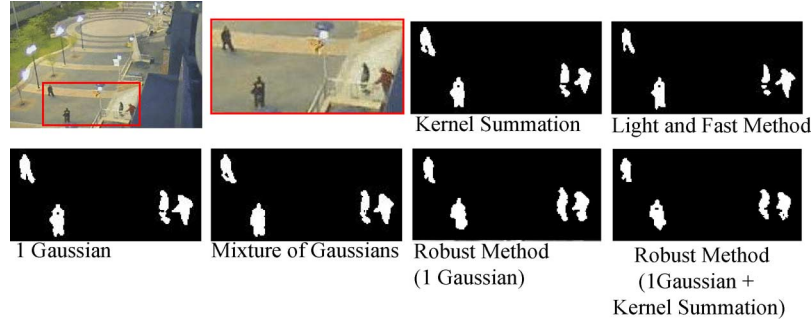 Kernel Summation
Light and Fast Method
1 Gaussian
Mixture of Gaussians
Robust Method
(1 Gaussian)
Robust Method
(1Gaussian +
Kernel Summation)